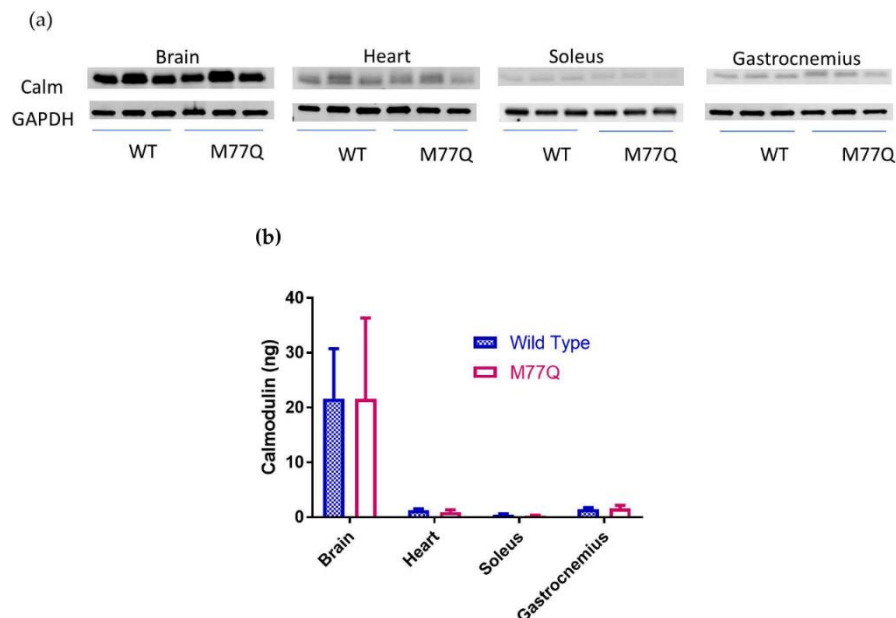 (a)
Brain Heart Soleus Gastrocnemius
Calm
GAPDH
WT M77Q WT M77Q WT M77Q WT M77Q
(b)
40
30
20
10
0
Calmodulin (ng)
Wild Type
M77Q
Brain
Heart
Soleus
Gastrocnemius